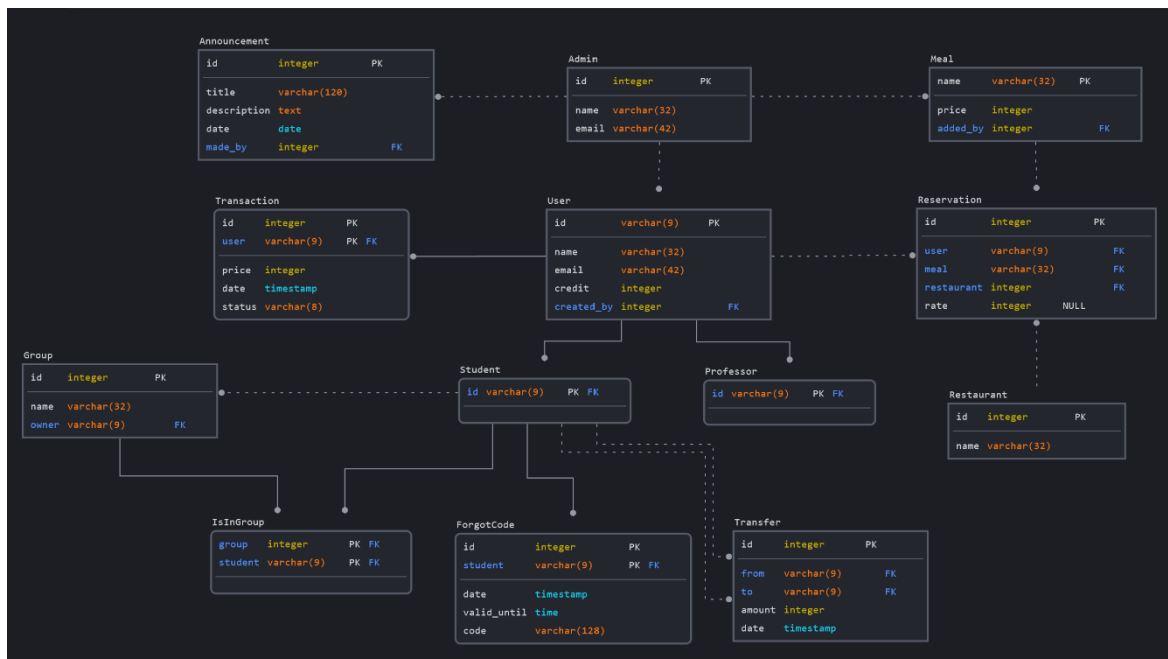 Announcement
id integer PK
title varchar(120)
description text
date date
made_by integer FK
Admin
id integer PK
name varchar(32)
email varchar(42)
Meal
name varchar(32) PK
price integer
added_by integer FK
Transaction
id integer PK
user varchar(9) PK FK
price integer
date timestamp
status varchar(8)
User
id varchar(9) PK
name varchar(32)
email varchar(42)
credit integer
created_by integer FK
Reservation
id integer PK
user varchar(9) FK
meal varchar(32) FK
restaurant integer FK
rate integer NULL
Group
id integer PK
name varchar(32)
owner varchar(9) FK
Student
id varchar(9) PK FK
Professor
id varchar(9) PK FK
Restaurant
id integer PK
name varchar(32)
IsInGroup
group integer PK FK
student varchar(9) PK FK
ForgotCode
id integer PK
student varchar(9) PK FK
date timestamp
valid_until time
code varchar(128)
Transfer
id integer PK
from varchar(9) FK
to varchar(9) FK
amount integer
date timestamp